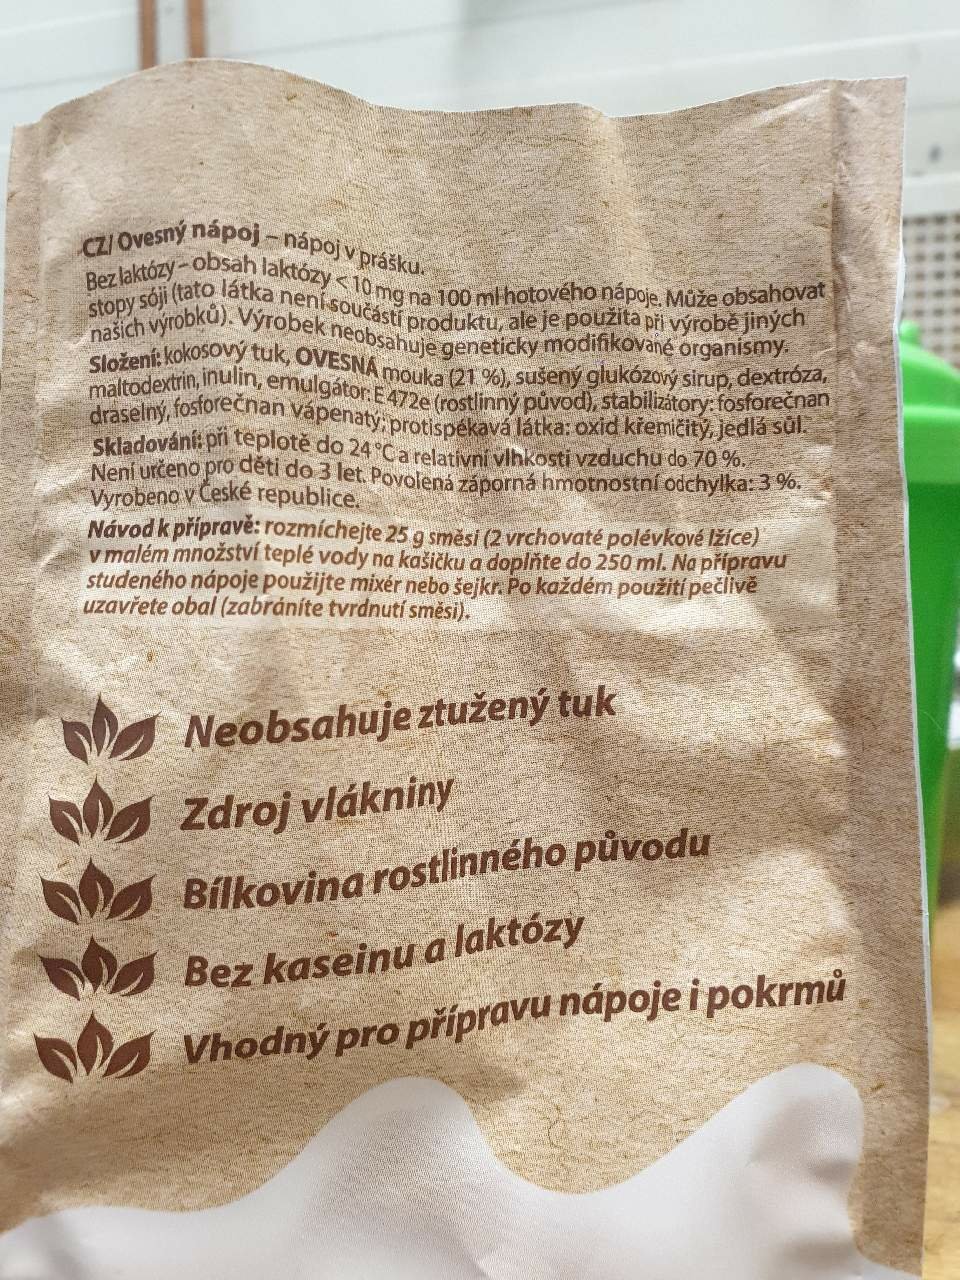 CZ/ Ovesný nápoj – nápoj v prášku.
Bez laktózy – obsah laktózy < 10 mg na 100 ml hotového nápoje. Může obsahovat
stopy sóji (tato látka není součástí produktu, ale je použita při výrobě jiných
našich výrobků). Výrobek neobsahuje geneticky modifikované organismy.
Složení: kokosový tuk, OVESNÁ mouka (21 %), sušený glukózový sirup, dextróza,
maltodextrin, inulin, emulgátor: E 472e (rostlinný původ), stabilizátory: fosforečnan
draselný, fosforečnan vápenatý; protispékavá látka: oxid křemičitý, jedlá sůl.
Skladování: při teplotě do 24 °C a relativní vlhkosti vzduchu do 70 %.
Není určeno pro děti do 3 let. Povolená záporná hmotnostní odchylka: 3 %.
Vyrobeno v České republice.
Návod k přípravě: rozmíchejte 25 g směsi (2 vrchovaté polévkové lžíce)
v malém množství teplé vody na kašičku a doplňte do 250 ml. Na přípravu
studeného nápoje použijte mixér nebo šejkr. Po každém použití pečlivě
uzavřete obal (zabráníte tvrdnutí směsi).
Neobsahuje ztužený tuk
Zdroj vlákniny
Bílkovina rostlinného původu
Bez kaseinu a laktózy
Vhodný pro přípravu nápoje i pokrmů